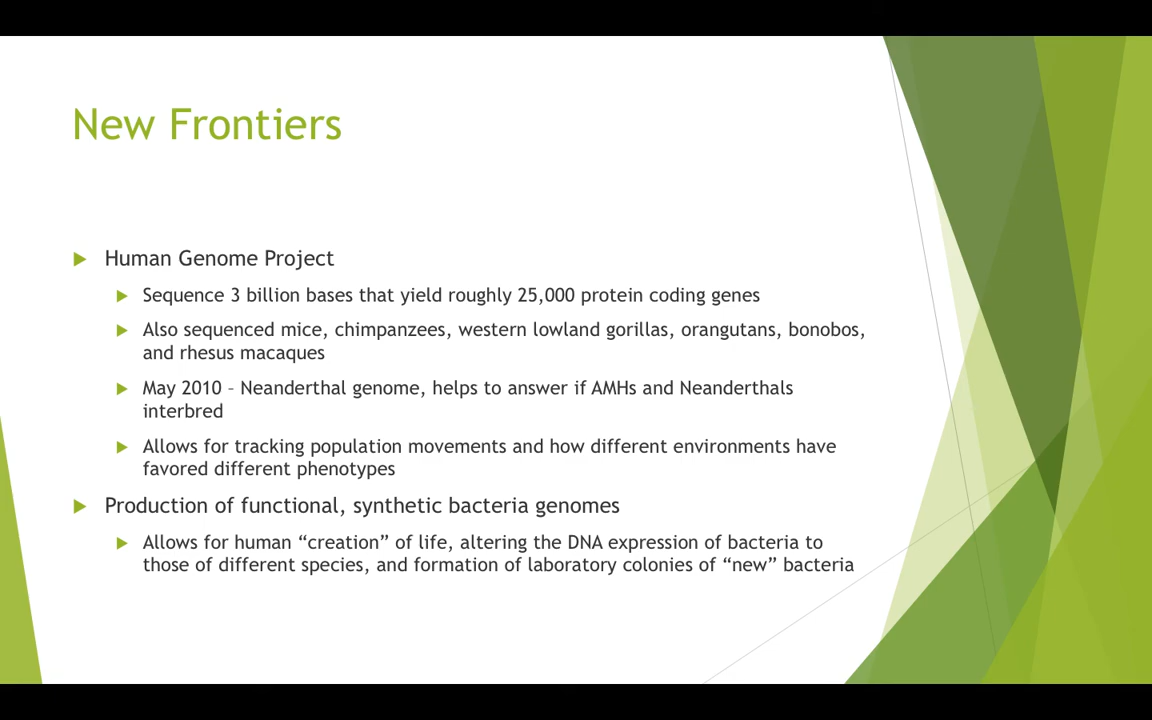 New Frontiers
Human Genome Project
Sequence 3 billion bases that yield roughly 25,000 protein coding genes
Also sequenced mice, chimpanzees, western lowland gorillas, orangutans, bonobos,
and rhesus macaques
May 2010 – Neanderthal genome, helps to answer if AMHs and Neanderthals
interbred
Allows for tracking population movements and how different environments have
favored different phenotypes
Production of functional, synthetic bacteria genomes
Allows for human “creation” of life, altering the DNA expression of bacteria to
those of different species, and formation of laboratory colonies of “new” bacteria